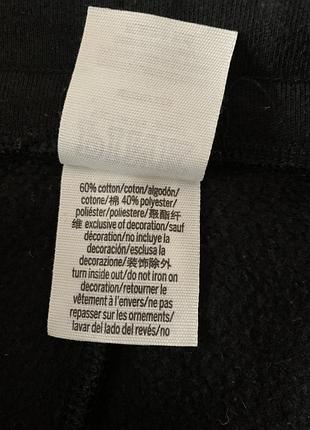 60% cotton/coton/algodón/
cotone/棉 40% polyester/
poliéster/poliestere/聚酯纤
维 exclusive of decoration/sauf
décoration/no incluye la
decoración/esclusa la
decorazione/装饰除外
turn inside out/do not iron on
decoration/retourner le
vêtement à l'envers/ne pas
repasser sur les ornements/
lavar del lado del revés/no